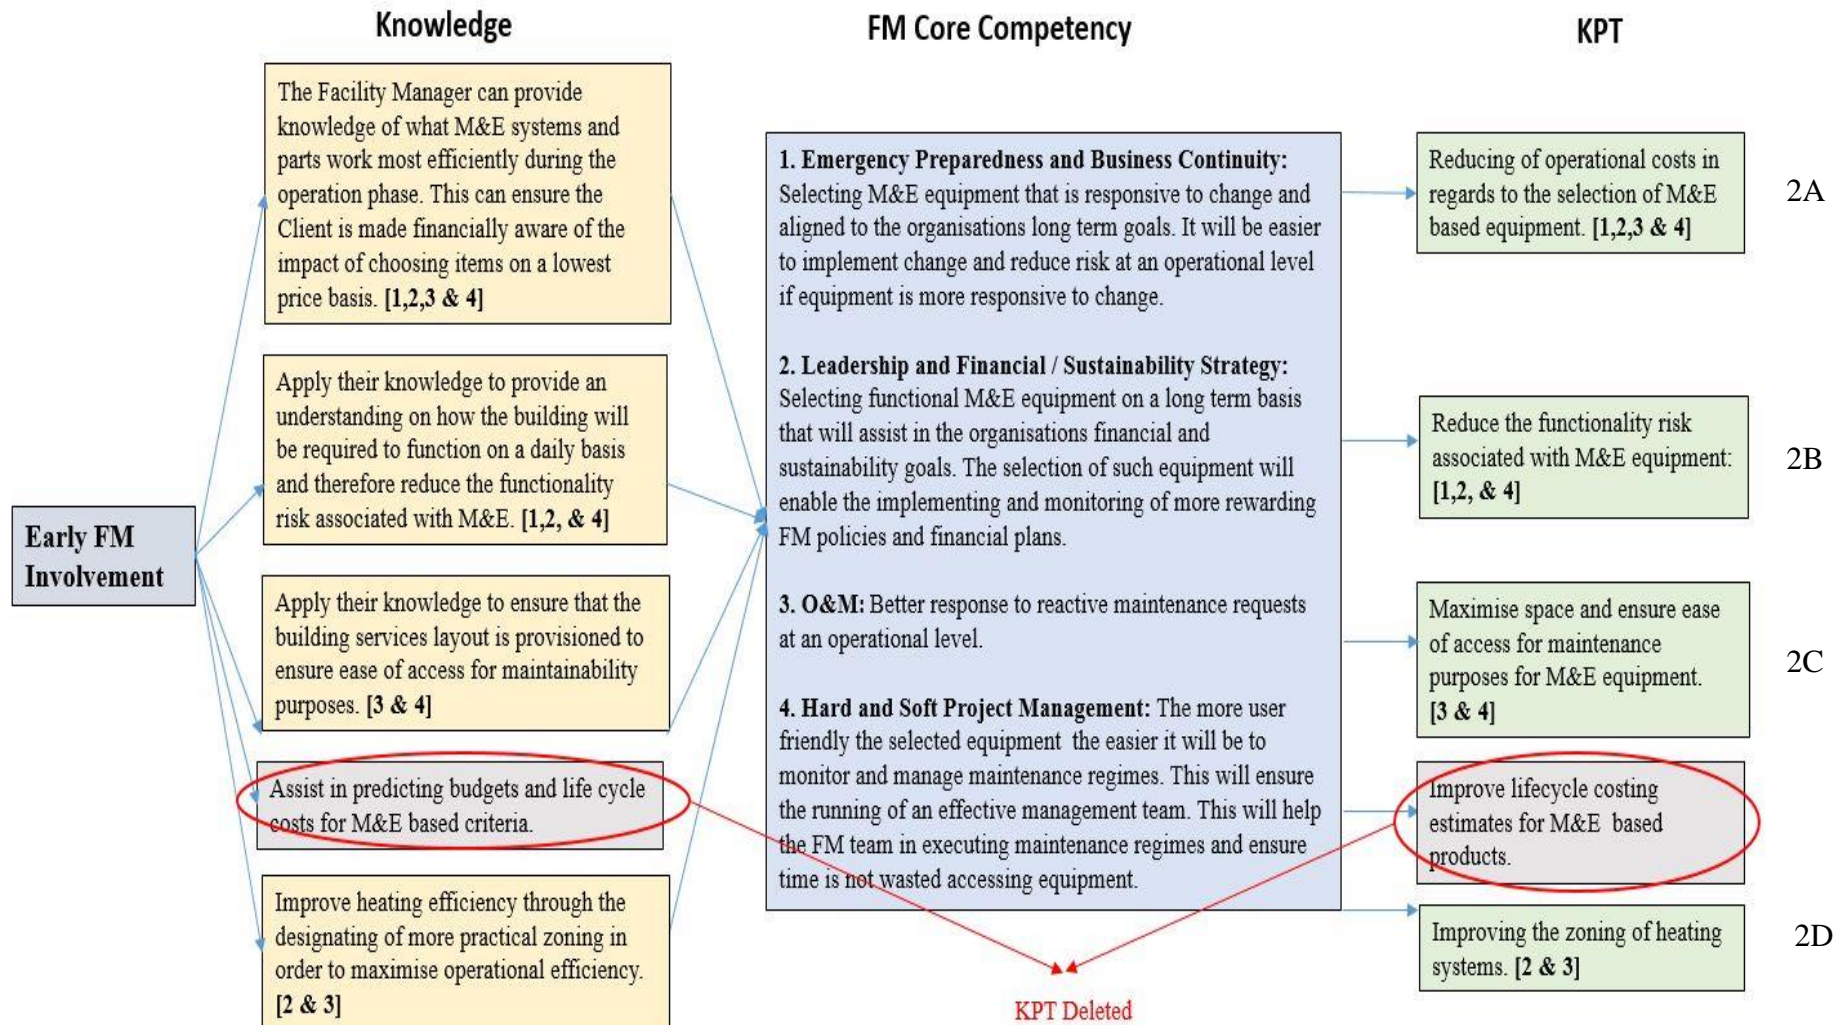 Knowledge
FM Core Competency
KPT
Early FM
Involvement
The Facility Manager can provide
knowledge of what M&E systems and
parts work most efficiently during the
operation phase. This can ensure the
Client is made financially aware of the
impact of choosing items on a lowest
price basis. [1,2,3 & 4]
Apply their knowledge to provide an
understanding on how the building will
be required to function on a daily basis
and therefore reduce the functionality
risk associated with M&E. [1,2, & 4]
Apply their knowledge to ensure that the
building services layout is provisioned to
ensure ease of access for maintainability
purposes. [3 & 4]
Assist in predicting budgets and life cycle
costs for M&E based criteria.
Improve heating efficiency through the
designating of more practical zoning in
order to maximise operational efficiency.
[2 & 3]
1. Emergency Preparedness and Business Continuity:
Selecting M&E equipment that is responsive to change and
aligned to the organisations long term goals. It will be easier
to implement change and reduce risk at an operational level
if equipment is more responsive to change.
2. Leadership and Financial / Sustainability Strategy:
Selecting functional M&E equipment on a long term basis
that will assist in the organisations financial and
sustainability goals. The selection of such equipment will
enable the implementing and monitoring of more rewarding
FM policies and financial plans.
3. O&M: Better response to reactive maintenance requests
at an operational level.
4. Hard and Soft Project Management: The more user
friendly the selected equipment the easier it will be to
monitor and manage maintenance regimes. This will ensure
the running of an effective management team. This will help
the FM team in executing maintenance regimes and ensure
time is not wasted accessing equipment.
KPT Deleted
Reducing of operational costs in
regards to the selection of M&E
based equipment. [1,2,3 & 4]
2A
Reduce the functionality risk
associated with M&E equipment:
[1,2, & 4]
2B
Maximise space and ensure ease
of access for maintenance
purposes for M&E equipment.
[3 & 4]
2C
Improve lifecycle costing
estimates for M&E based
products.
Improving the zoning of heating
systems. [2 & 3]
2D